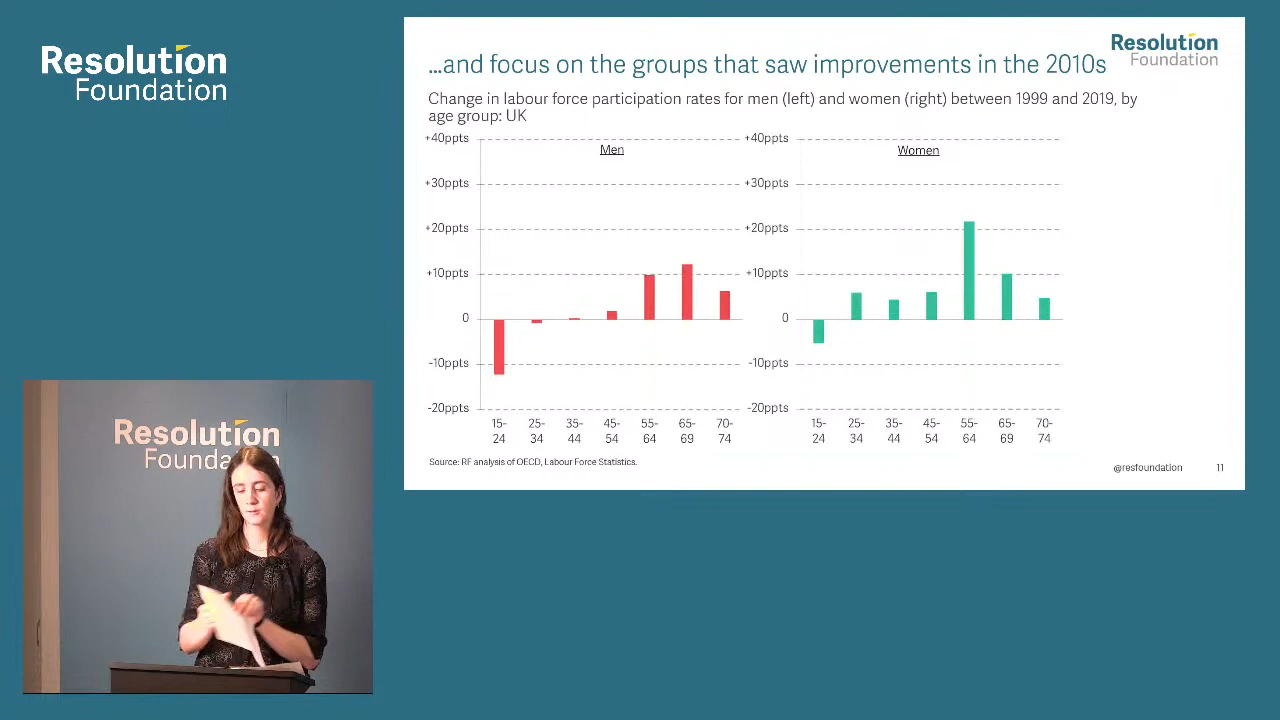 Resolution
Foundation
…and focus on the groups that saw improvements in the 2010s
Resolution
Foundation
Change in labour force participation rates for men (left) and women (right) between 1999 and 2019, by
age group: UK
+40ppts
+30ppts
+20ppts
+10ppts
0
-10ppts
-20ppts
Men
15-24
25-34
35-44
45-54
55-64
65-69
70-74
+40ppts
+30ppts
+20ppts
+10ppts
0
-10ppts
-20ppts
Women
15-24
25-34
35-44
45-54
55-64
65-69
70-74
Source: RF analysis of OECD, Labour Force Statistics.
@resfoundation
11
Resolution
Foundation